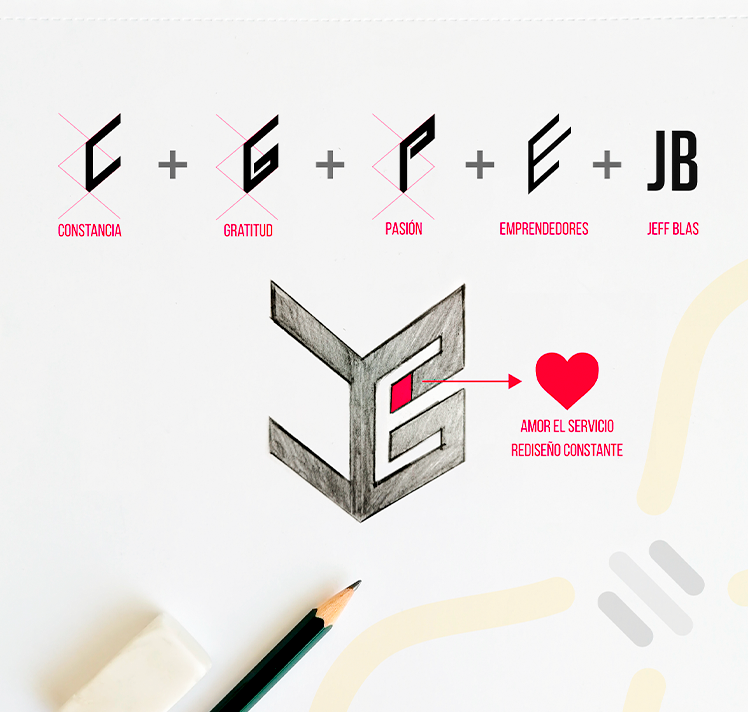 C + G + P + E + JB
CONSTANCIA GRATITUD PASIÓN EMPRENDEDORES JEFF BLAS
AMOR EL SERVICIO
REDISEÑO CONSTANTE